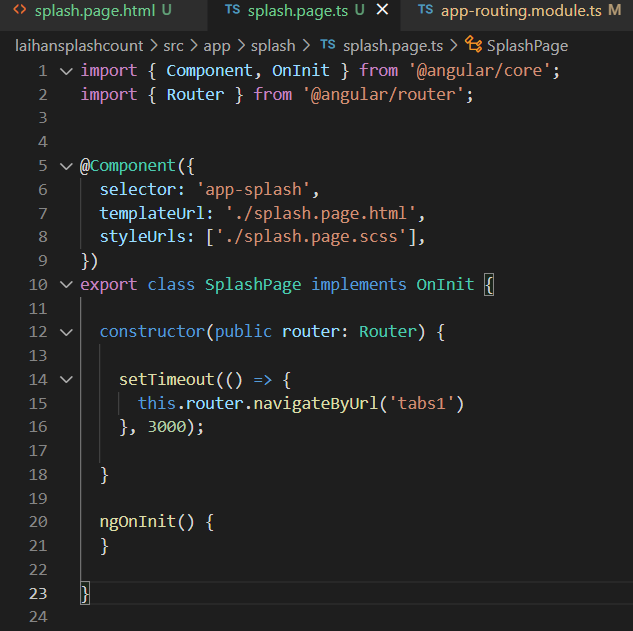 <> splash.page.html U TS splash.page.ts U × TS app-routing.module.ts M
laihansplashcount > src > app > splash > TS splash.page.ts > SplashPage
1 import { Component, OnInit } from '@angular/core';
2 import { Router } from '@angular/router';
3
4
5 @Component({
6 selector: 'app-splash',
7 templateUrl: './splash.page.html',
8 styleUrls: ['./splash.page.scss'],
9 })
10 export class SplashPage implements OnInit {
11
12 constructor(public router: Router) {
13
14 setTimeout(() => {
15 this.router.navigateByUrl('tabs1')
16 }, 3000);
17
18 }
19
20 ngOnInit() {
21 }
22
23 }
24